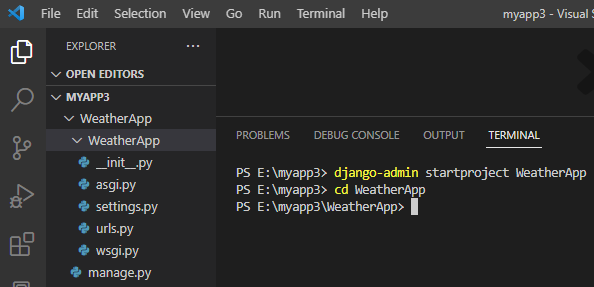 File Edit Selection View Go Run Terminal Help myapp3 - Visual S
EXPLORER ...
OPEN EDITORS
MYAPP3
WeatherApp
WeatherApp
__init__.py
asgi.py
settings.py
urls.py
wsgi.py
manage.py
PROBLEMS DEBUG CONSOLE OUTPUT TERMINAL
PS E:\myapp3> django-admin startproject WeatherApp
PS E:\myapp3> cd WeatherApp
PS E:\myapp3\WeatherApp>